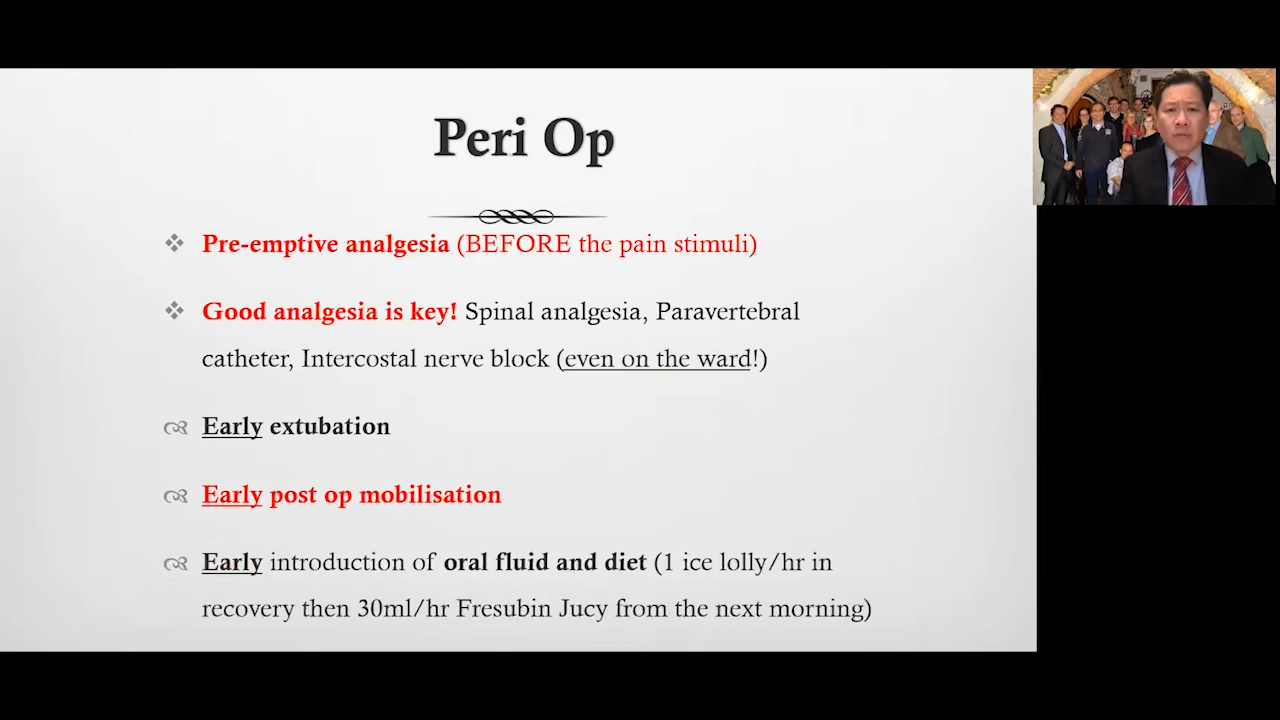 Peri Op
Pre-emptive analgesia (BEFORE the pain stimuli)
Good analgesia is key! Spinal analgesia, Paravertebral
catheter, Intercostal nerve block (even on the ward!)
Early extubation
Early post op mobilisation
Early introduction of oral fluid and diet (1 ice lolly/hr in
recovery then 30ml/hr Fresubin Jucy from the next morning)